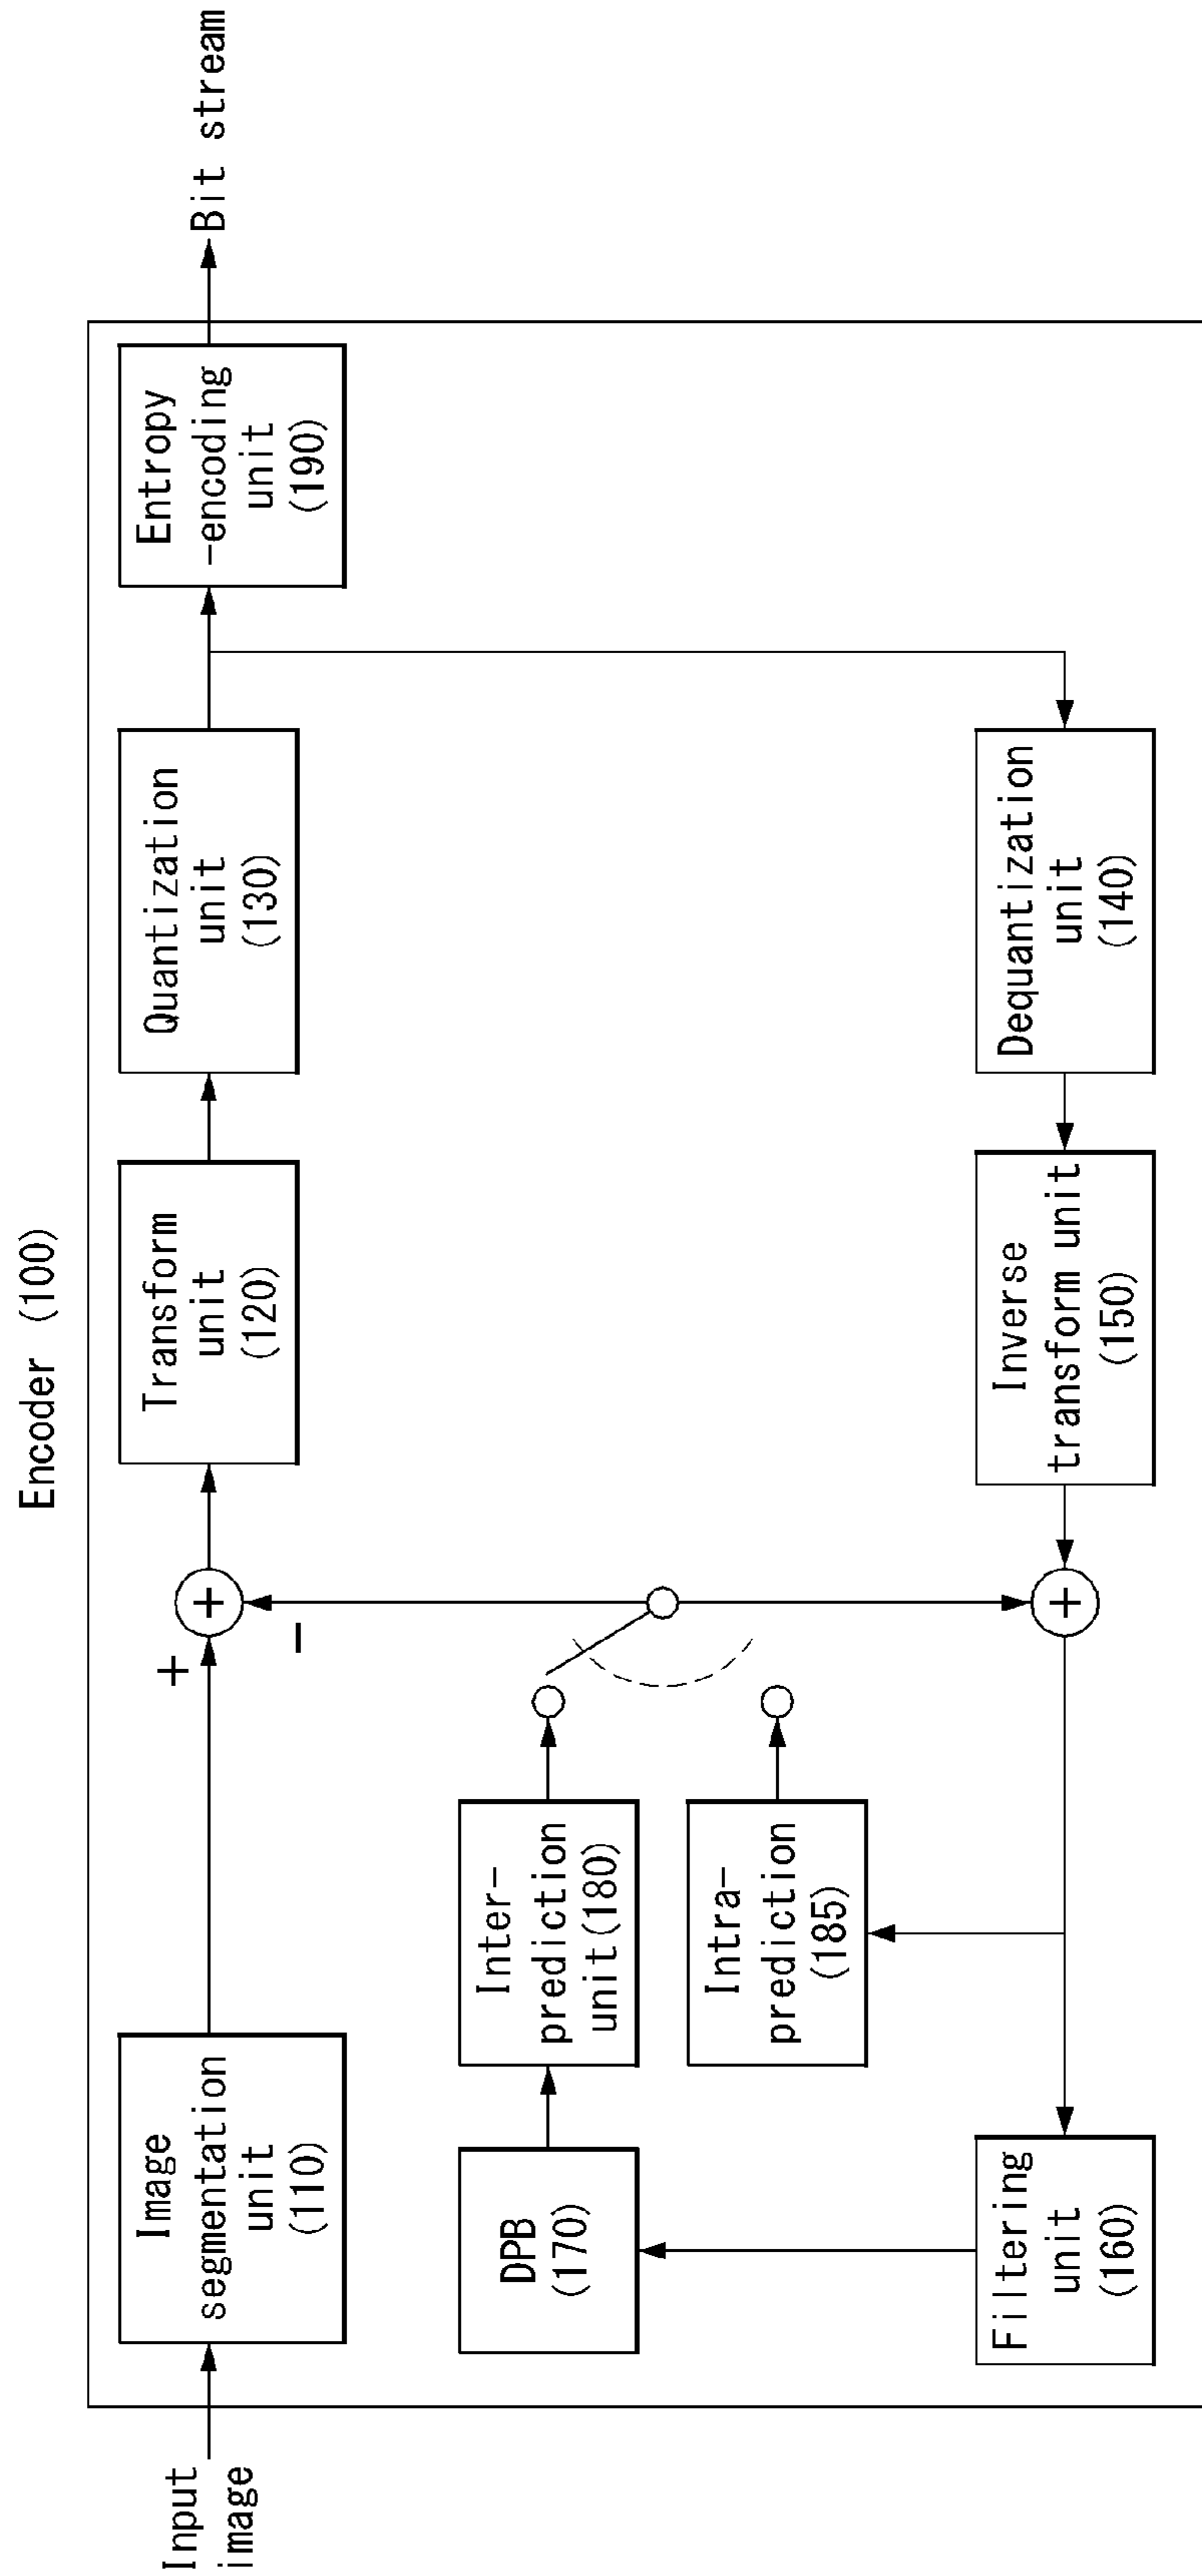 Encoder (100)
Input
image
Image
segmentation
unit
(110)
+
+
−
Transform
unit
(120)
Quantization
unit
(130)
Entropy
-encoding
unit
(190)
Bit stream
DPB
(170)
Inter-
prediction
unit(180)
Intra-
prediction
(185)
Filtering
unit
(160)
+
Inverse
transform unit
(150)
Dequantization
unit
(140)